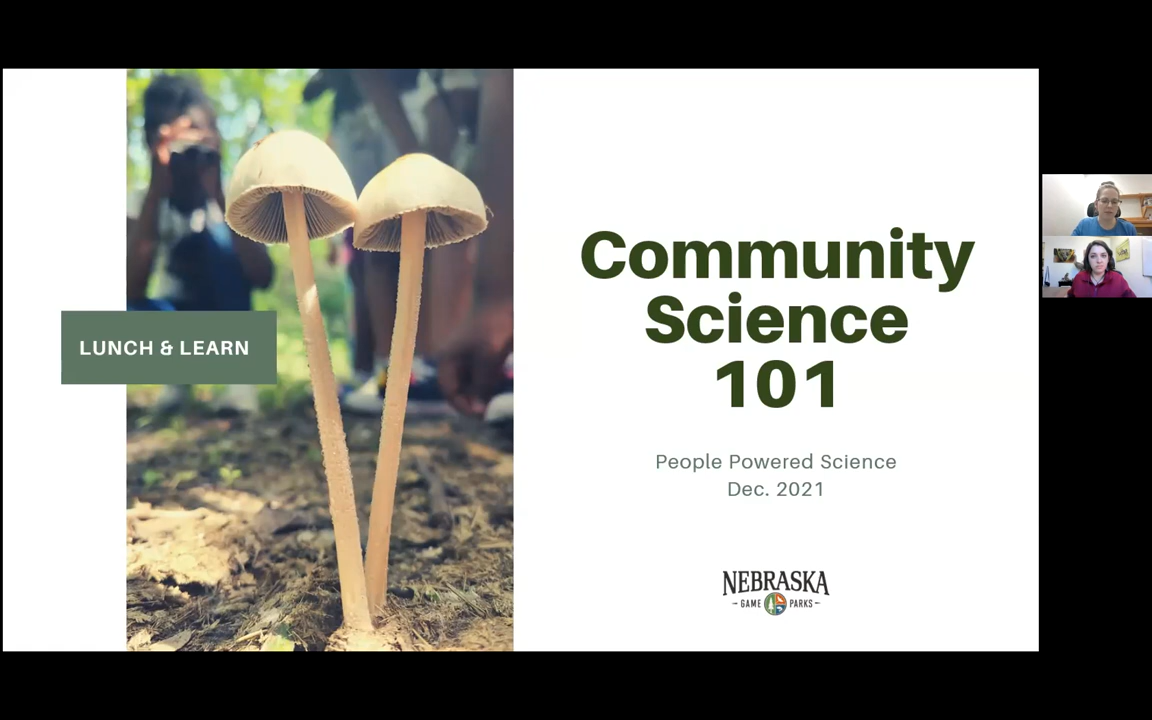 LUNCH & LEARN
Community
Science
101
People Powered Science
Dec. 2021
NEBRASKA
GAME PARKS